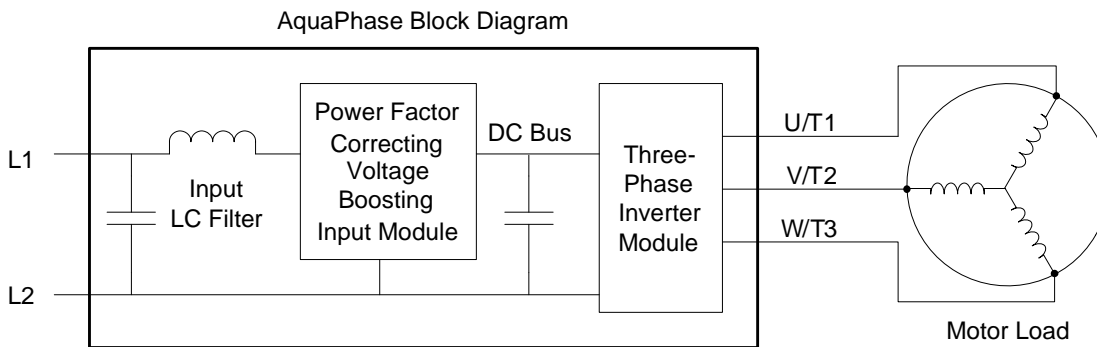 AquaPhase Block Diagram
L1
L2
Input
LC Filter
Power Factor
Correcting
Voltage
Boosting
Input Module
DC Bus
Three-
Phase
Inverter
Module
U/T1
V/T2
W/T3
Motor Load